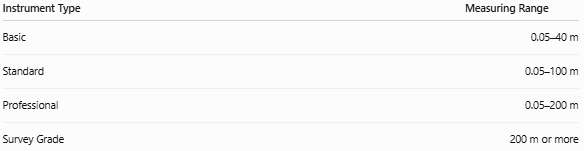 Instrument Type Measuring Range
Basic 0.05–40 m
Standard 0.05–100 m
Professional 0.05–200 m
Survey Grade 200 m or more